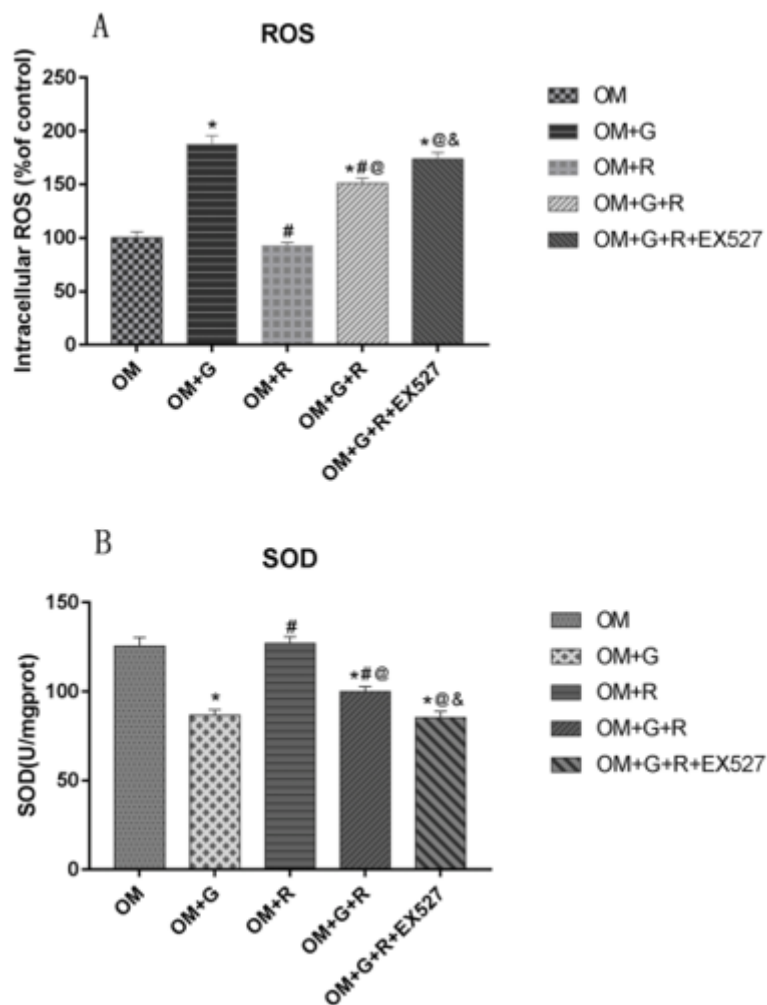 A
ROS
Intracellular ROS (%of control)
250
200
150
100
50
0
*
#
*#@
*@&
OM
OM+G
OM+R
OM+G+R
OM+G+R+EX527
OM
OM+G
OM+R
OM+G+R
OM+G+R+EX527
B
SOD
SOD(U/mgprot)
150
100
50
0
*
#
*#@
*@&
OM
OM+G
OM+R
OM+G+R
OM+G+R+EX527
OM
OM+G
OM+R
OM+G+R
OM+G+R+EX527